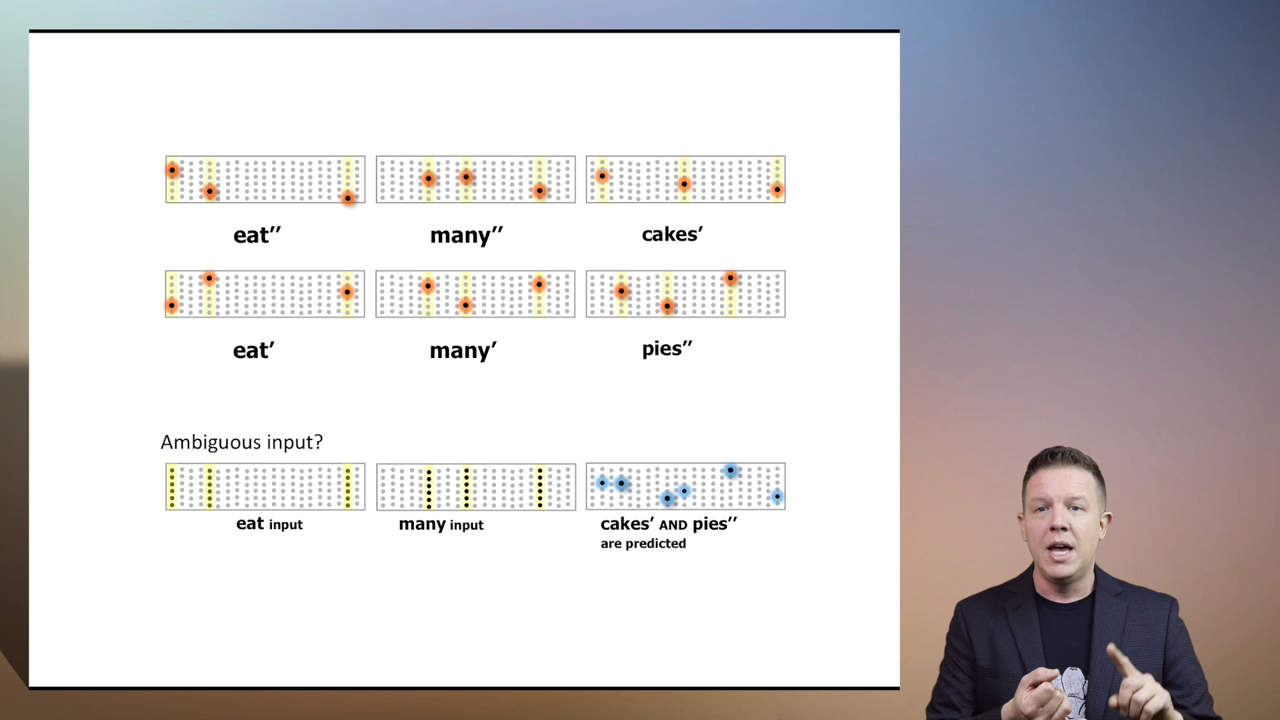 eat’’ many’’ cakes’
eat’ many’ pies’’
Ambiguous input?
eat input many input cakes’ AND pies’’
are predicted